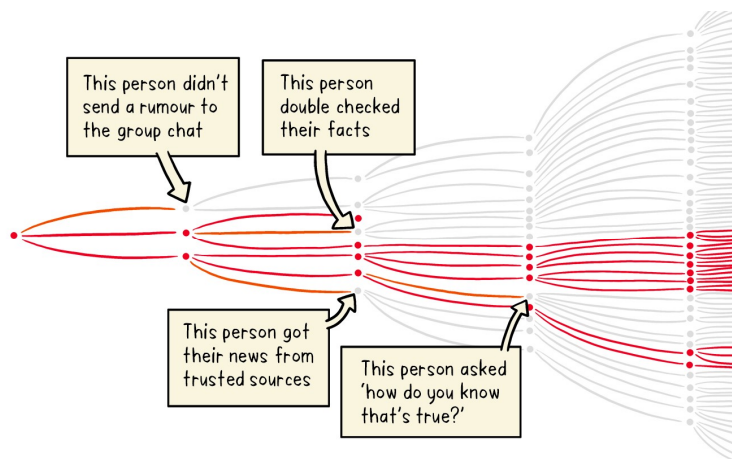 This person didn't
send a rumour to
the group chat
This person
double checked
their facts
This person got
their news from
trusted sources
This person asked
'how do you know
that's true?'